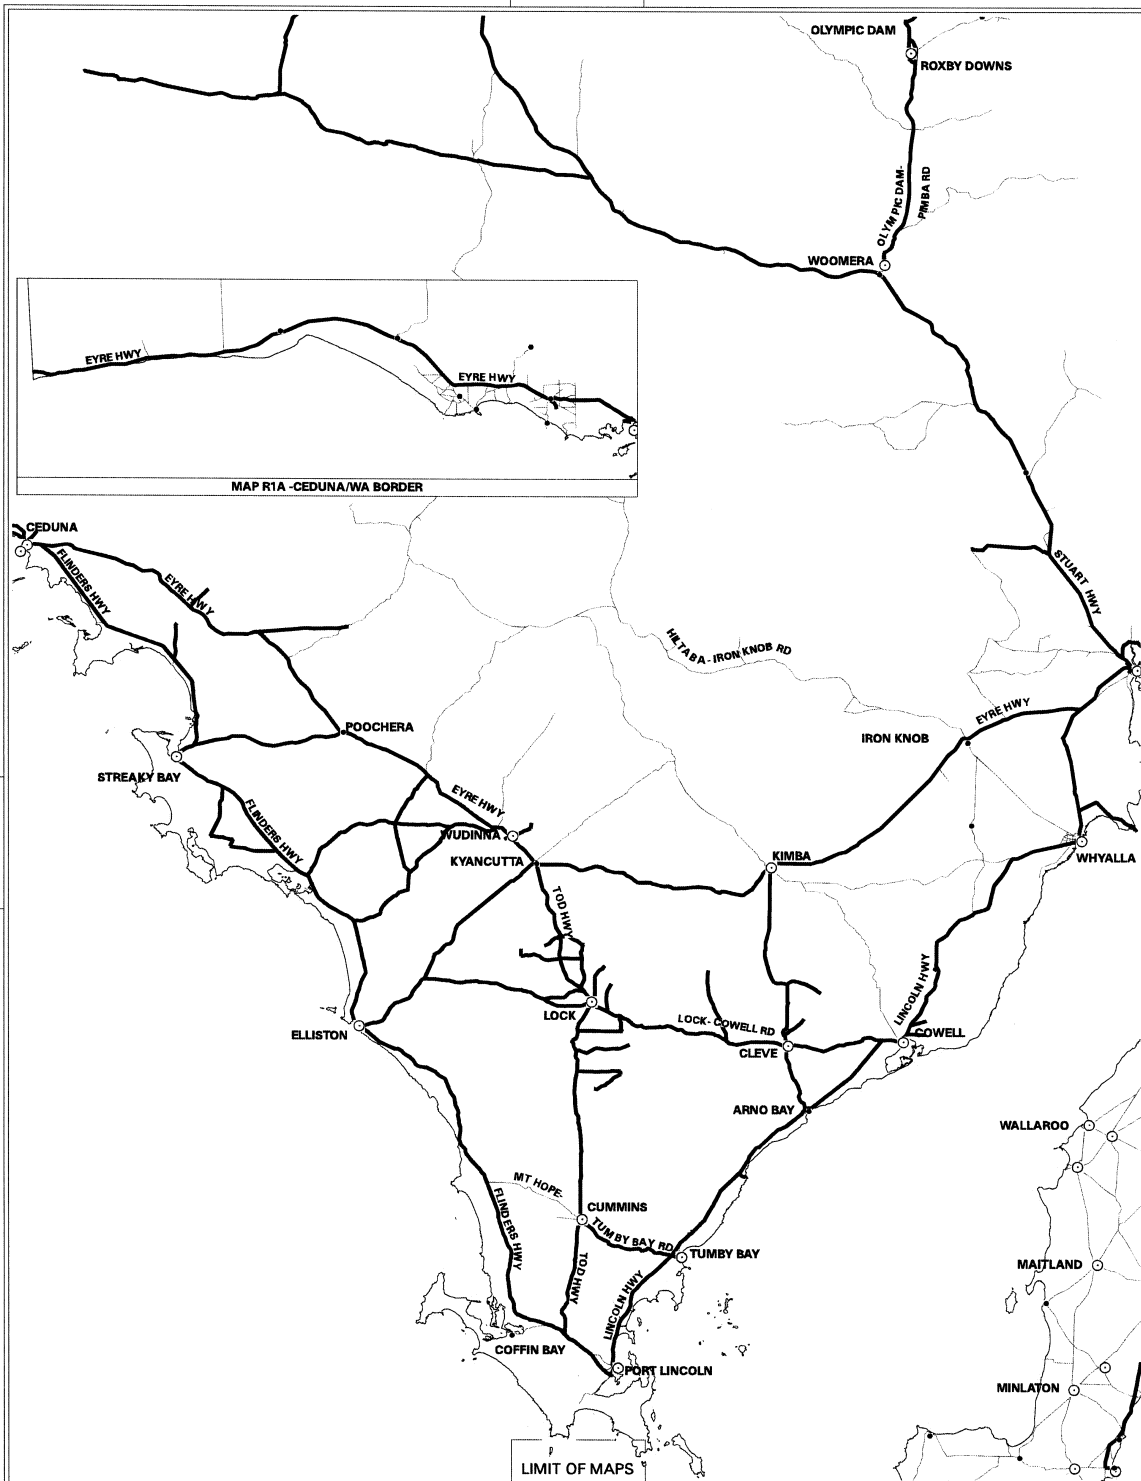 OLYMPIC DAM
ROXBY DOWNS
OLYMPIC DAM-
PIMBA RD
WOOMERA
EYRE HWY
EYRE HWY
MAP R1A -CEDUNA/WA BORDER
CEDUNA
FLINDERS HWY
EYRE HWY
STUART HWY
HILTABA - IRON KNOB RD
EYRE HWY
POOCHERA
IRON KNOB
STREAKY BAY
EYRE HWY
FLINDERS HWY
WUDINNA
KYANCUTTA
KIMBA
WHYALLA
TOD HWY
LINCOLN HWY
LOCK
LOCK- COWELL RD
ELLISTON
CLEVE
COWELL
ARNO BAY
WALLAROO
MT HOPE-
FLINDERS HWY
CUMMINS
TUMBY BAY RD
TUMBY BAY
TOD HWY
LINCOLN HWY
MAITLAND
COFFIN BAY
PORT LINCOLN
MINLATON
LIMIT OF MAPS